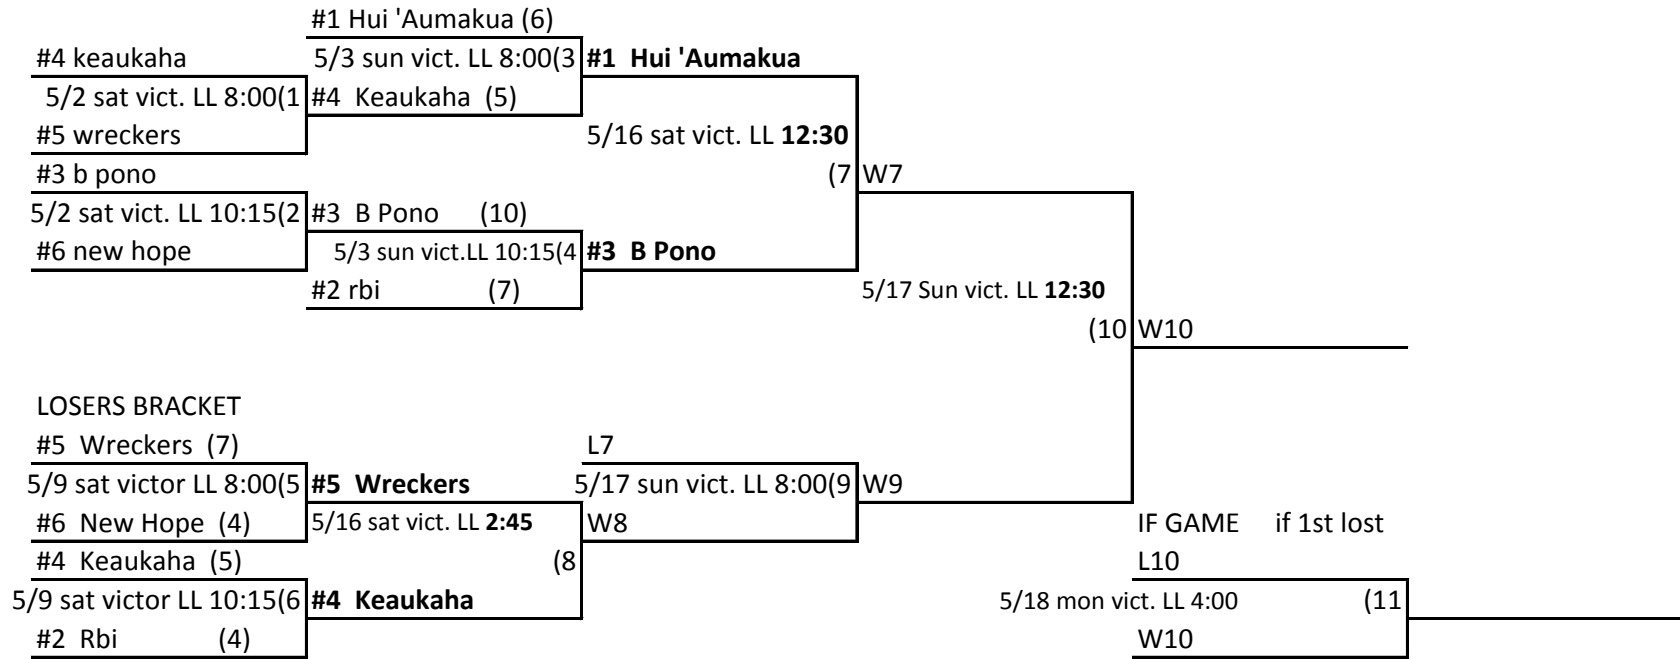 #1 Hui 'Aumakua (6)
#4 keaukaha
5/3 sun vict. LL 8:00(3
#1  Hui 'Aumakua
5/2 sat vict. LL 8:00(1
#4  Keaukaha  (5)
#5 wreckers
5/16 sat vict. LL 12:30
#3 b pono
(7
W7
5/2 sat vict. LL 10:15(2
#3  B Pono      (10)
#6 new hope
5/3 sun vict.LL 10:15(4
#3  B Pono
#2 rbi              (7)
5/17 Sun vict. LL 12:30
(10
W10
LOSERS BRACKET
#5  Wreckers  (7)
L7
5/9 sat victor LL 8:00(5
#5  Wreckers
5/17 sun vict. LL 8:00(9
W9
#6  New Hope  (4)
5/16 sat vict. LL 2:45
W8
IF GAME     if 1st lost
#4  Keaukaha  (5)
(8
L10
5/9 sat victor LL 10:15(6
#4  Keaukaha
5/18 mon vict. LL 4:00
(11
#2  Rbi             (4)
W10